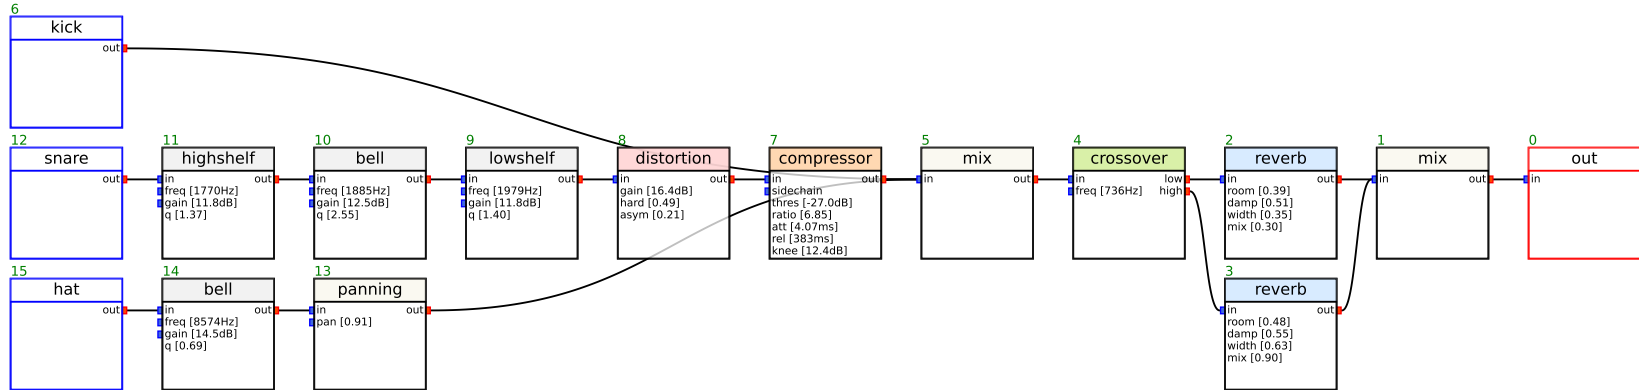 6
kick
out
12
snare
out
11
highshelf
in out
freq [1770Hz]
gain [11.8dB]
q [1.37]
10
bell
in out
freq [1885Hz]
gain [12.5dB]
q [2.55]
9
lowshelf
in out
freq [1979Hz]
gain [11.8dB]
q [1.40]
8
distortion
in out
gain [16.4dB]
hard [0.49]
asym [0.21]
7
compressor
in out
sidechain
thres [-27.0dB]
ratio [6.85]
att [4.07ms]
rel [383ms]
knee [12.4dB]
5
mix
in out
4
crossover
in low
freq [736Hz] high
2
reverb
in out
room [0.39]
damp [0.51]
width [0.35]
mix [0.30]
1
mix
in out
0
out
in
15
hat
out
14
bell
in out
freq [8574Hz]
gain [14.5dB]
q [0.69]
13
panning
in out
pan [0.91]
3
reverb
in out
room [0.48]
damp [0.55]
width [0.63]
mix [0.90]